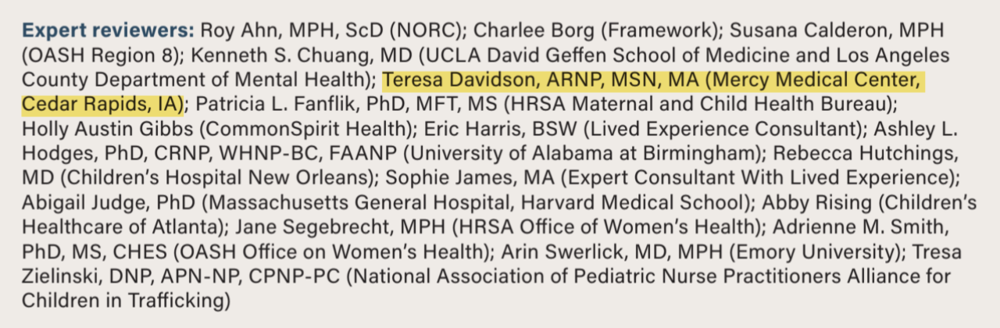 Expert reviewers: Roy Ahn, MPH, ScD (NORC); Charlee Borg (Framework); Susana Calderon, MPH
(OASH Region 8); Kenneth S. Chuang, MD (UCLA David Geffen School of Medicine and Los Angeles
County Department of Mental Health); Teresa Davidson, ARNP, MSN, MA (Mercy Medical Center,
Cedar Rapids, IA); Patricia L. Fanflik, PhD, MFT, MS (HRSA Maternal and Child Health Bureau);
Holly Austin Gibbs (CommonSpirit Health); Eric Harris, BSW (Lived Experience Consultant); Ashley L.
Hodges, PhD, CRNP, WHNP-BC, FAANP (University of Alabama at Birmingham); Rebecca Hutchings,
MD (Children’s Hospital New Orleans); Sophie James, MA (Expert Consultant With Lived Experience);
Abigail Judge, PhD (Massachusetts General Hospital, Harvard Medical School); Abby Rising (Children’s
Healthcare of Atlanta); Jane Segebrecht, MPH (HRSA Office of Women’s Health); Adrienne M. Smith,
PhD, MS, CHES (OASH Office on Women’s Health); Arin Swerlick, MD, MPH (Emory University); Tresa
Zielinski, DNP, APN-NP, CPNP-PC (National Association of Pediatric Nurse Practitioners Alliance for
Children in Trafficking)